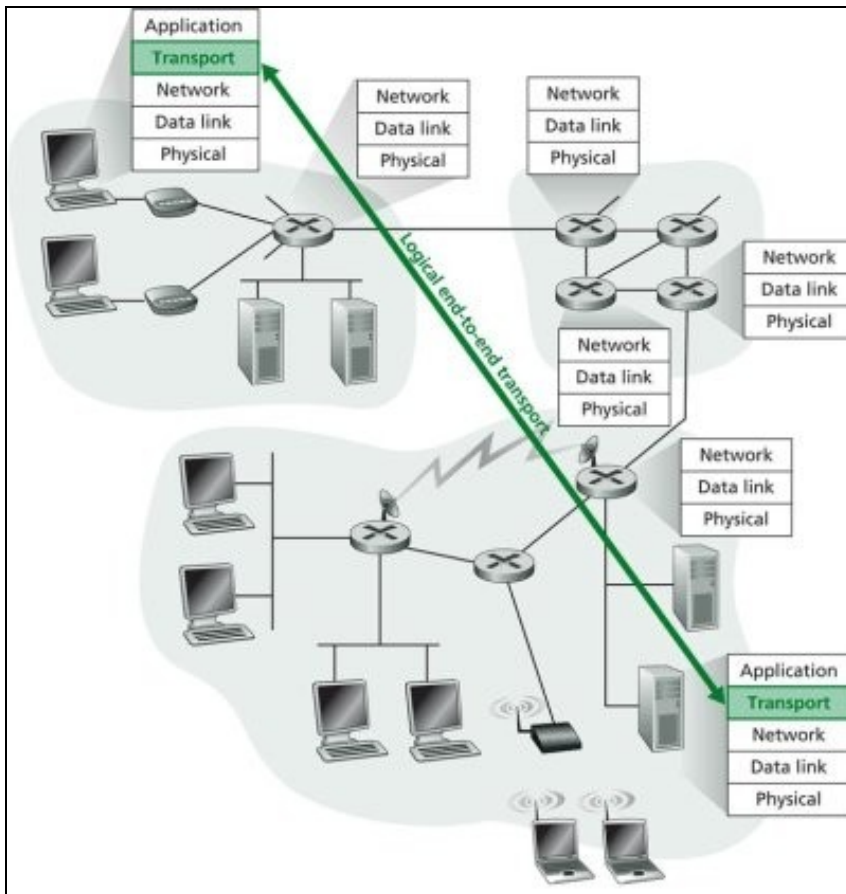 Application
Transport
Network
Data link
Physical
Network
Data link
Physical
Network
Data link
Physical
Network
Data link
Physical
Logical end-to-end transport
Network
Data link
Physical
Network
Data link
Physical
Application
Transport
Network
Data link
Physical